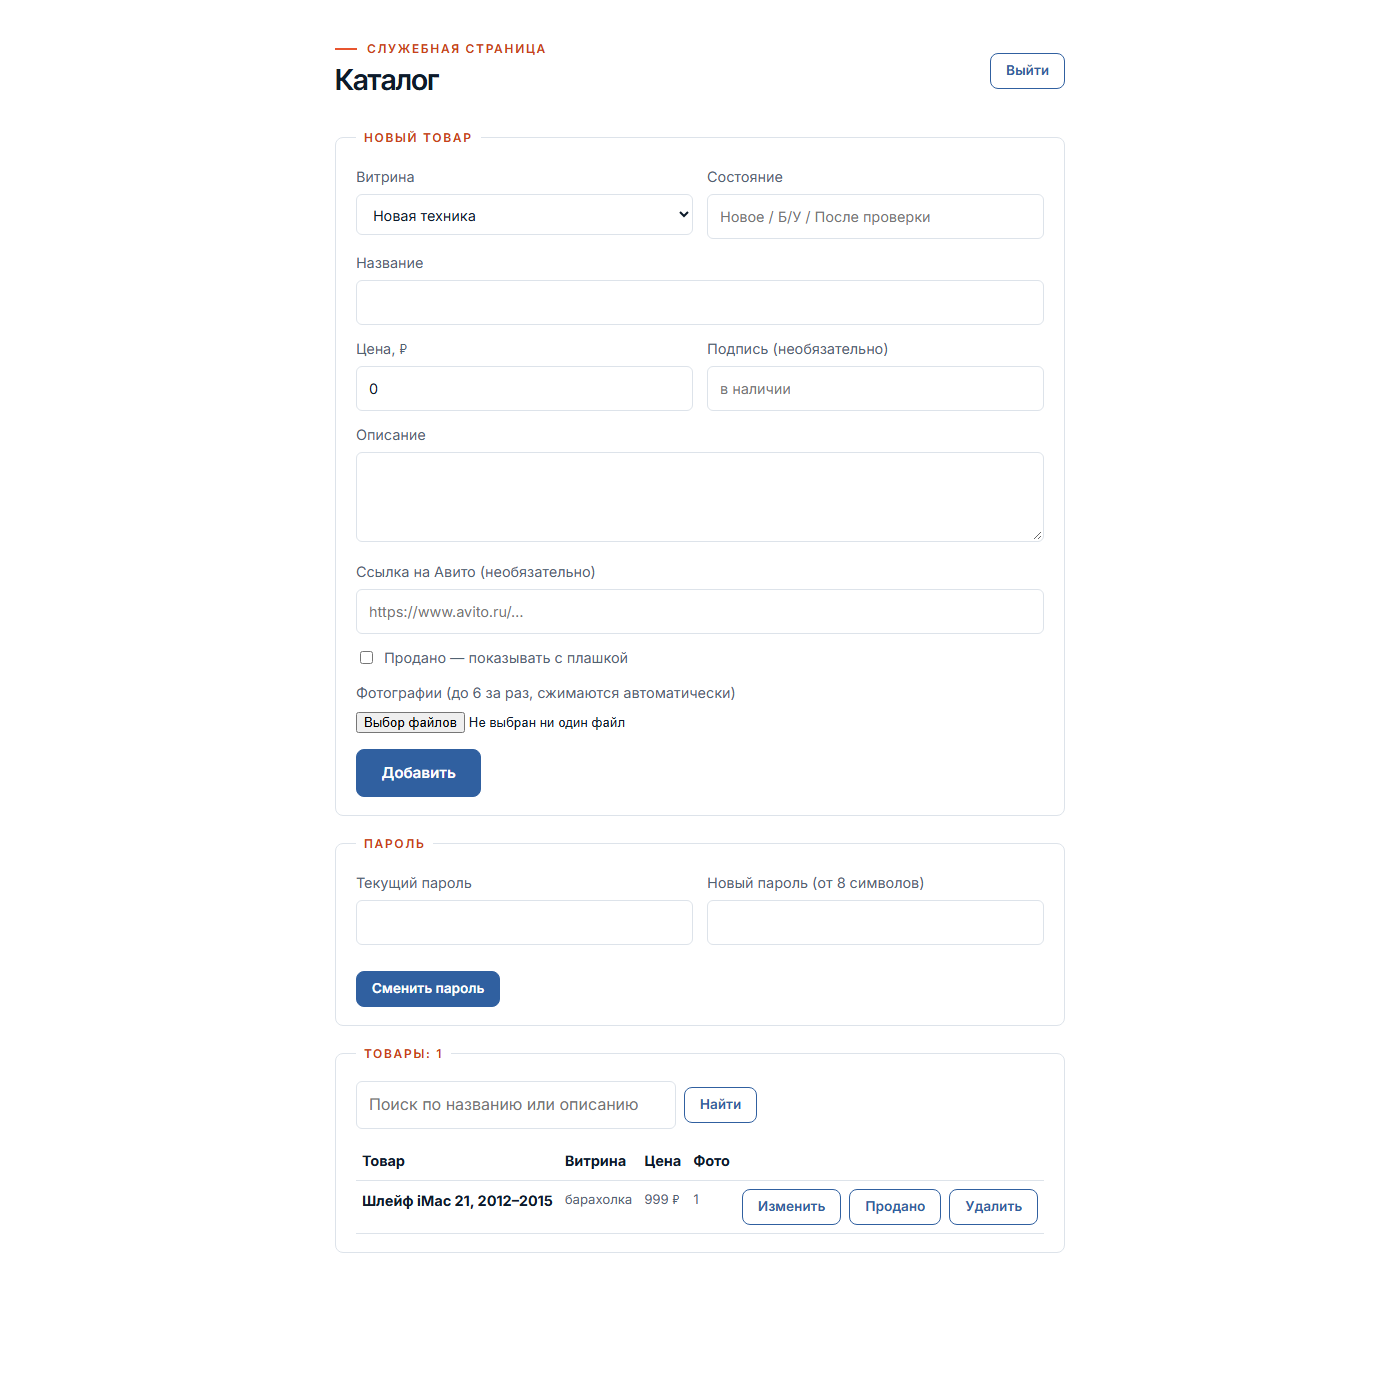 СЛУЖЕБНАЯ СТРАНИЦА
Каталог
Выйти
НОВЫЙ ТОВАР
Витрина
Состояние
Новая техника
Новое / Б/У / После проверки
Название
Цена, ₽
Подпись (необязательно)
0
в наличии
Описание
Ссылка на Авито (необязательно)
https://www.avito.ru/...
Продано — показывать с плашкой
Фотографии (до 6 за раз, сжимаются автоматически)
Выбор файлов Не выбран ни один файл
Добавить
ПАРОЛЬ
Текущий пароль
Новый пароль (от 8 символов)
Сменить пароль
ТОВАРЫ: 1
Поиск по названию или описанию
Найти
Товар Витрина Цена Фото
Шлейф iMac 21, 2012–2015 барахолка 999 ₽ 1 Изменить Продано Удалить